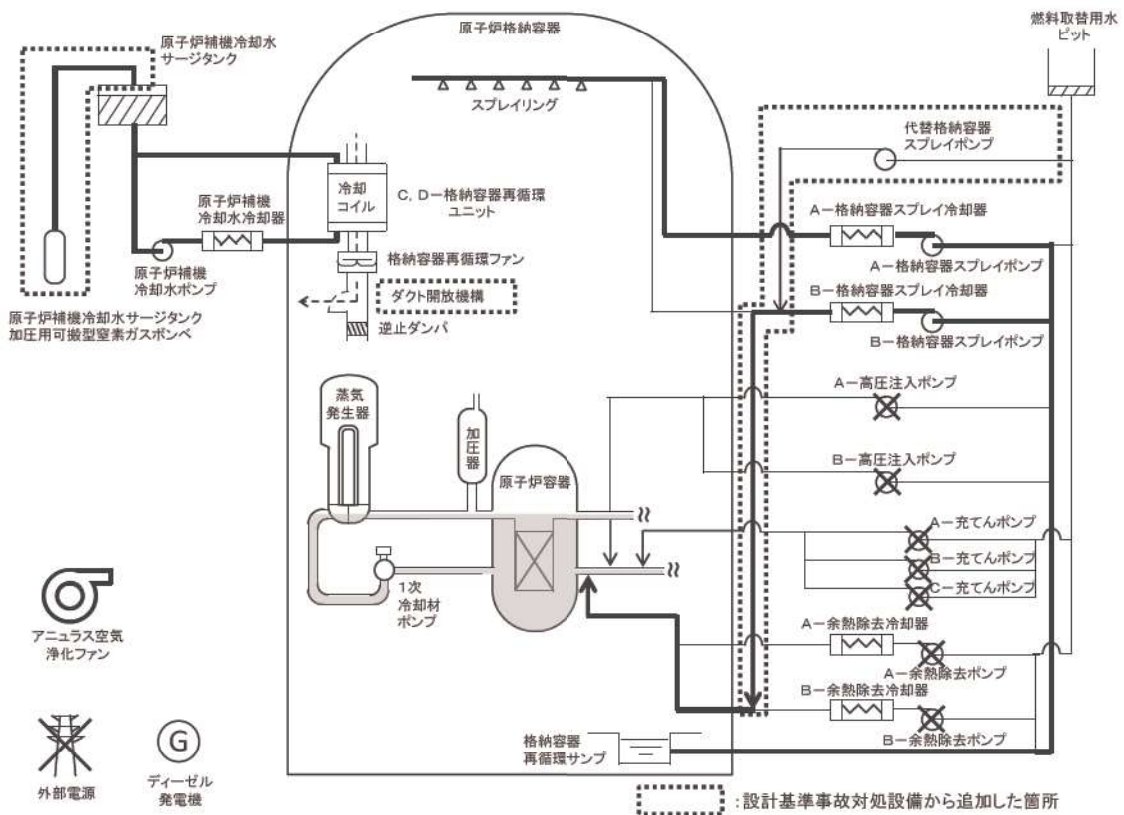 原子炉格納容器
燃料取替用水
ピット
原子炉補機冷却水
サージタンク
スプレイリング
代替格納容器
スプレイポンプ
冷却
コイル
C, D－格納容器再循環
ユニット
原子炉補機
冷却水冷却器
A－格納容器スプレイ冷却器
A－格納容器スプレイポンプ
原子炉補機
冷却水ポンプ
格納容器再循環ファン
ダクト開放機構
B－格納容器スプレイ冷却器
B－格納容器スプレイポンプ
原子炉補機冷却水サージタンク
加圧用可搬型窒素ガスボンベ
逆止ダンパ
A－高圧注入ポンプ
蒸気
発生器
加圧器
B－高圧注入ポンプ
原子炉容器
A－充てんポンプ
B－充てんポンプ
C－充てんポンプ
1次
冷却材
ポンプ
アニュラス空気
浄化ファン
A－余熱除去冷却器
A－余熱除去ポンプ
B－余熱除去冷却器
B－余熱除去ポンプ
格納容器
再循環サンプ
外部電源
G
ディーゼル
発電機
：設計基準事故対処設備から追加した箇所